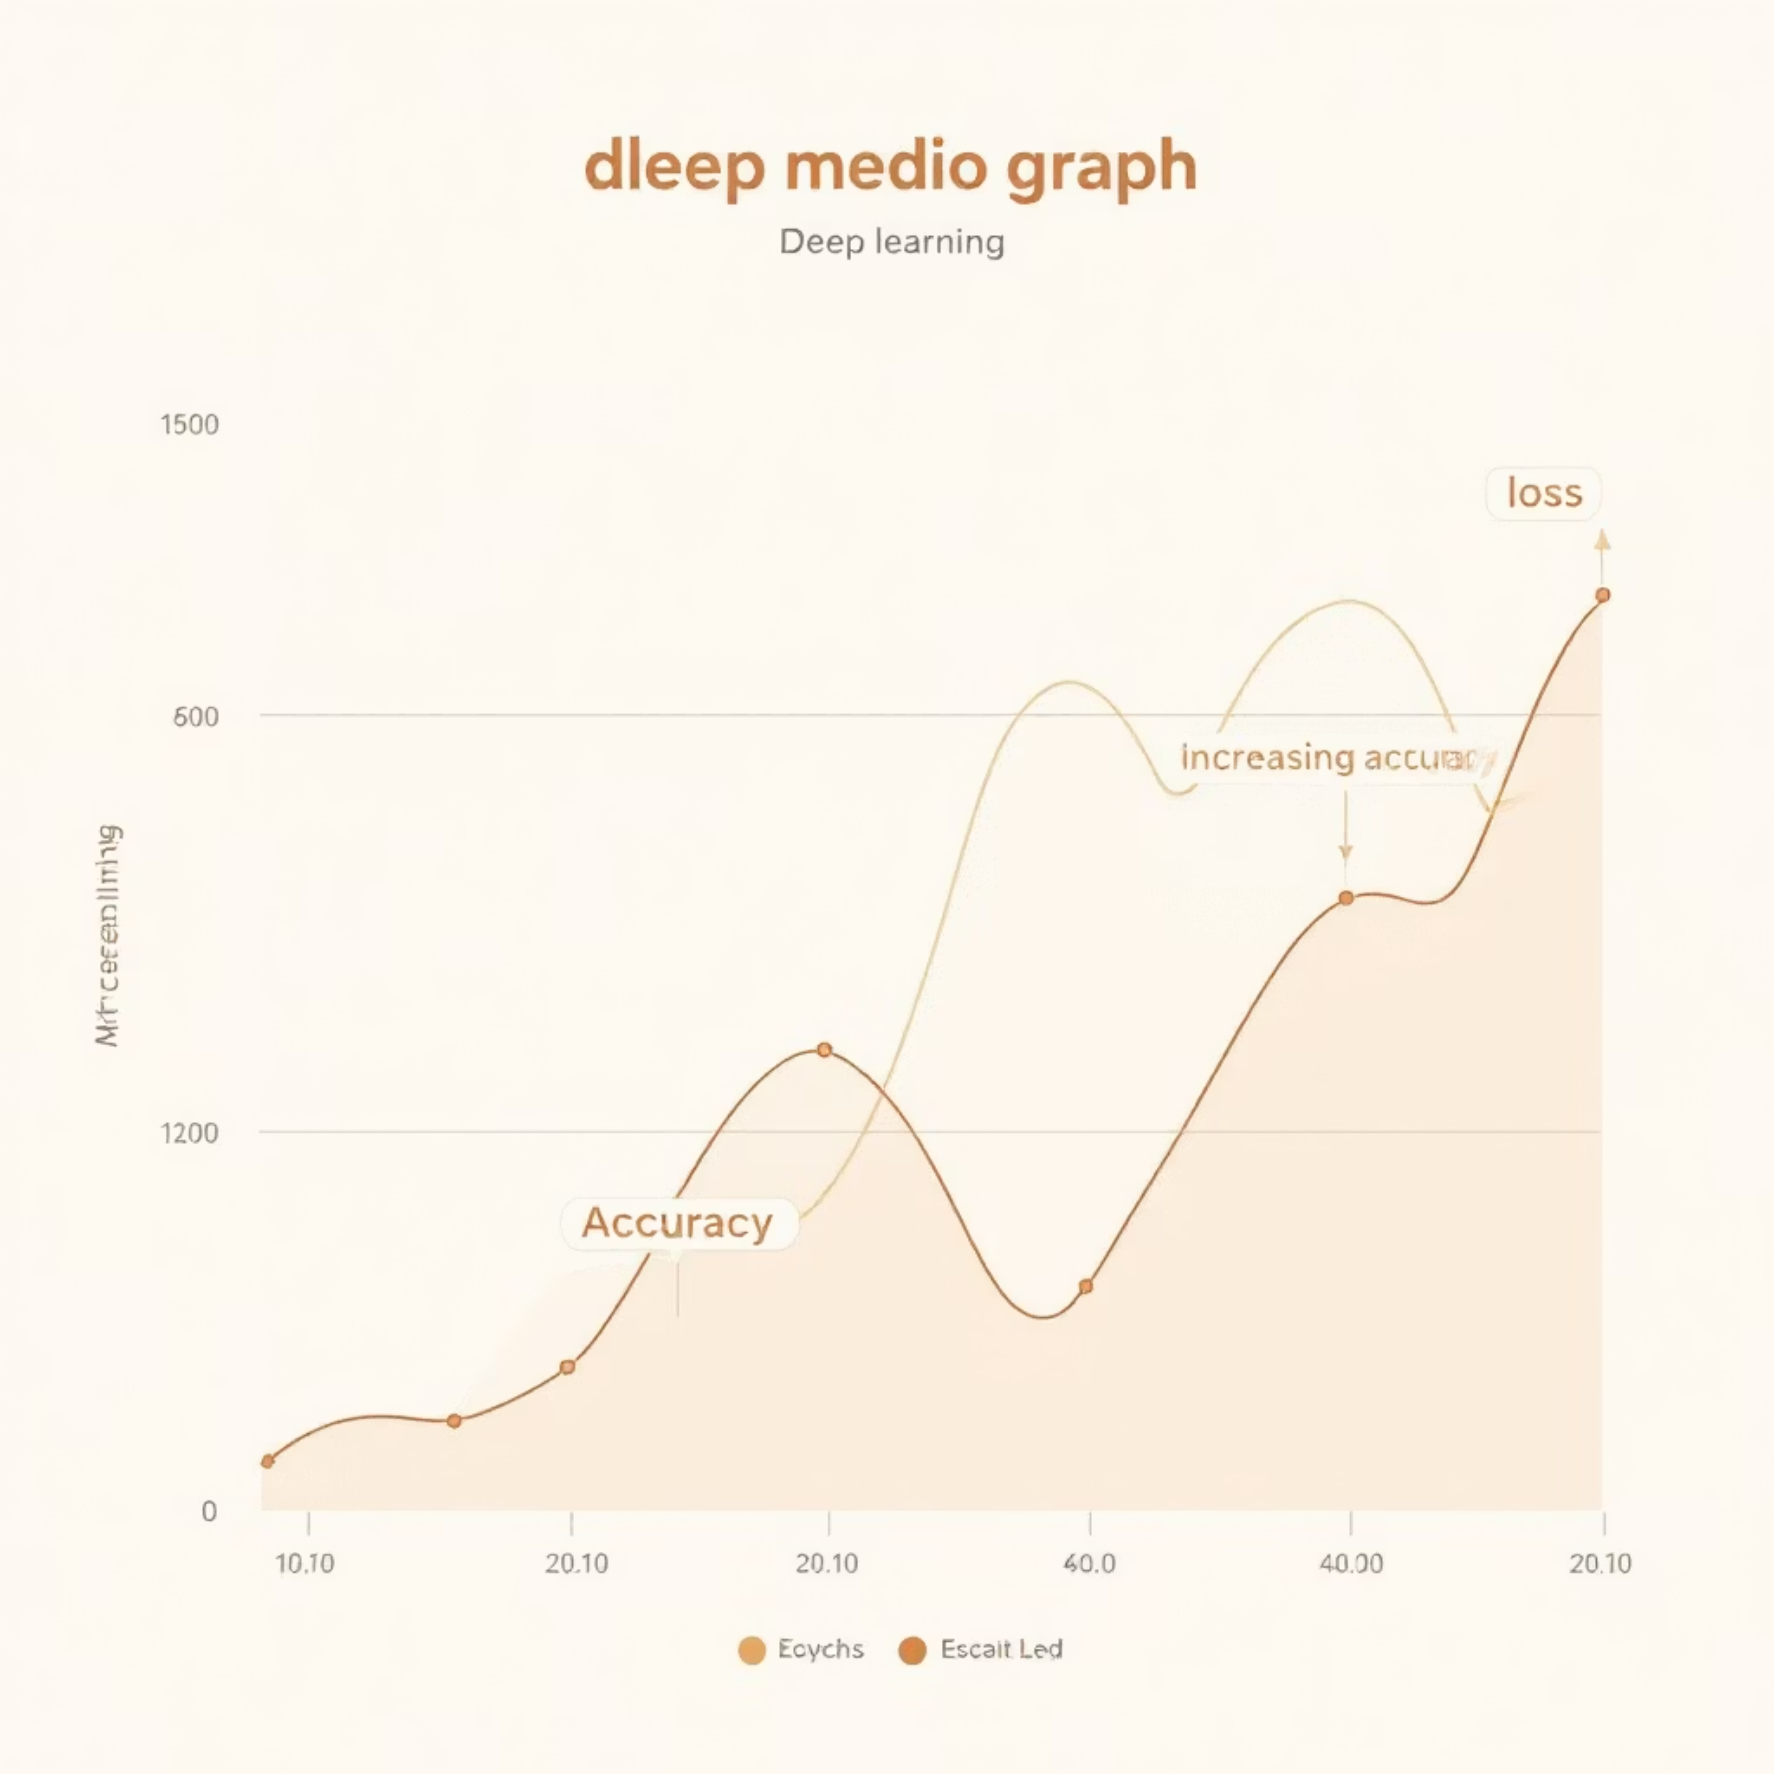 dleep medio graph
Deep learning
1500
loss
600
increasing
Accuracy
1200
0
10.10 20.10 20.10 40.0 40.00 20.10
Eoychs Escait Led